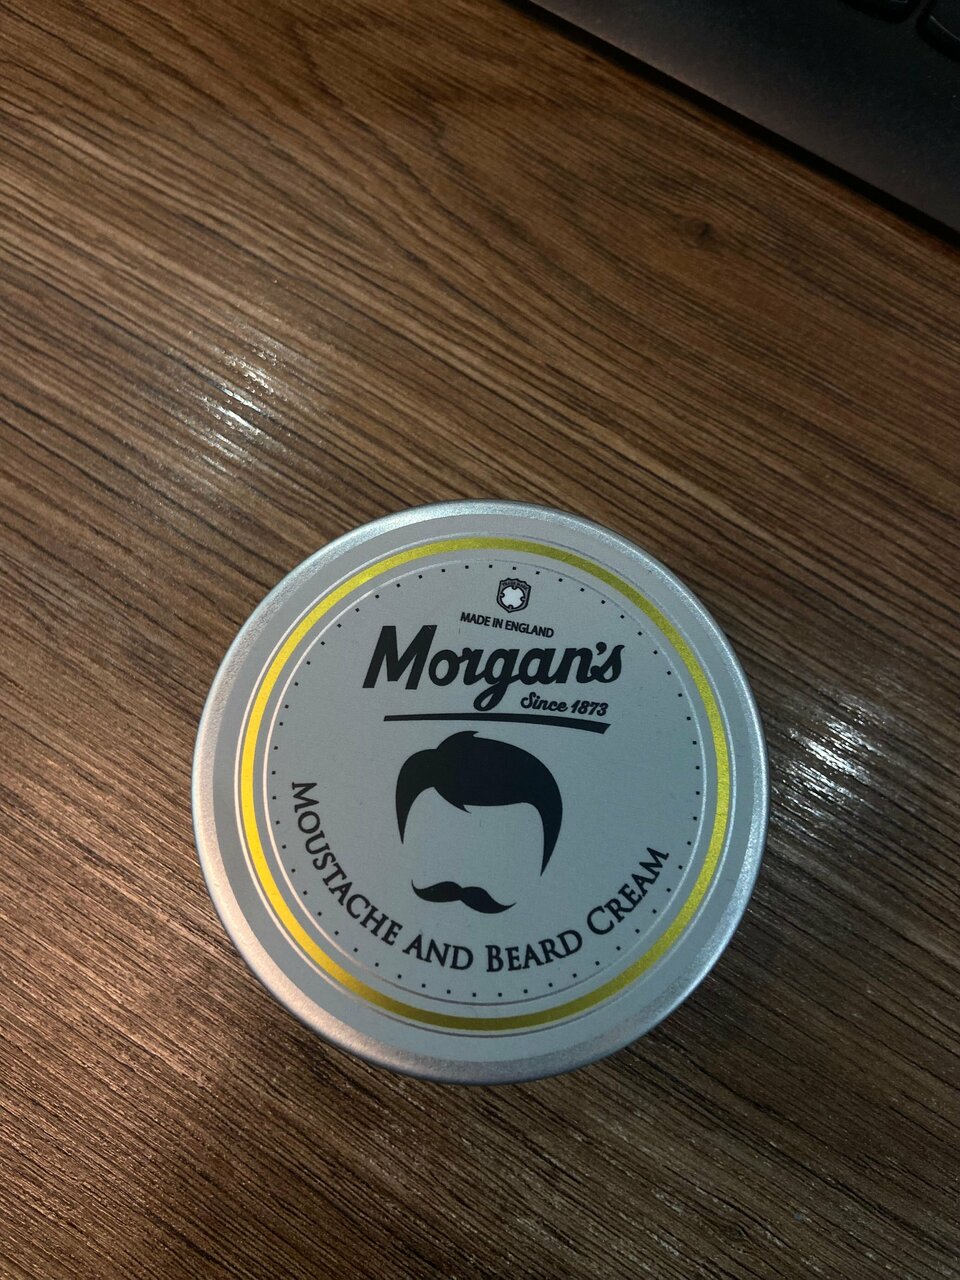 MADE IN ENGLAND
Morgan's
Since 1873
MOUSTACHE AND BEARD CREAM